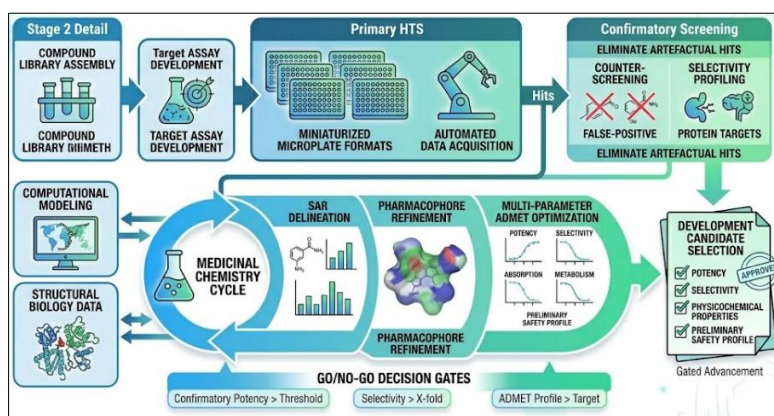 Stage 2 Detail
COMPOUND
LIBRARY ASSEMBLY
COMPOUND
LIBRARY
Target ASSAY
DEVELOPMENT
TARGET ASSAY
DEVELOPMENT
Primary HTS
MINIATURIZED
MICROPLATE FORMATS
AUTOMATED
DATA ACQUISITION
Hits
Confirmatory Screening
ELIMINATE ARTEFACTUAL HITS
COUNTER-
SCREENING
FALSE-POSITIVE
SELECTIVITY
PROFILING
PROTEIN TARGETS
ELIMINATE ARTEFACTUAL HITS
COMPUTATIONAL
MODELING
STRUCTURAL
BIOLOGY DATA
MEDICINAL
CHEMISTRY
CYCLE
SAR
DELINEATION
NH₂
PHARMACOPHORE
REFINEMENT
PHARMACOPHORE
REFINEMENT
MULTI-PARAMETER
ADMET OPTIMIZATION
POTENCY
SELECTIVITY
ABSORPTION
METABOLISM
PRELIMINARY
SAFETY PROFILE
DEVELOPMENT
CANDIDATE
SELECTION
APPROVED
POTENCY
SELECTIVITY
PHYSICOCHEMICAL
PROPERTIES
PRELIMINARY
SAFETY PROFILE
Gated Advancement
GO/NO-GO DECISION GATES
Confirmatory Potency > Threshold
Selectivity > X-fold
ADMET Profile > Target